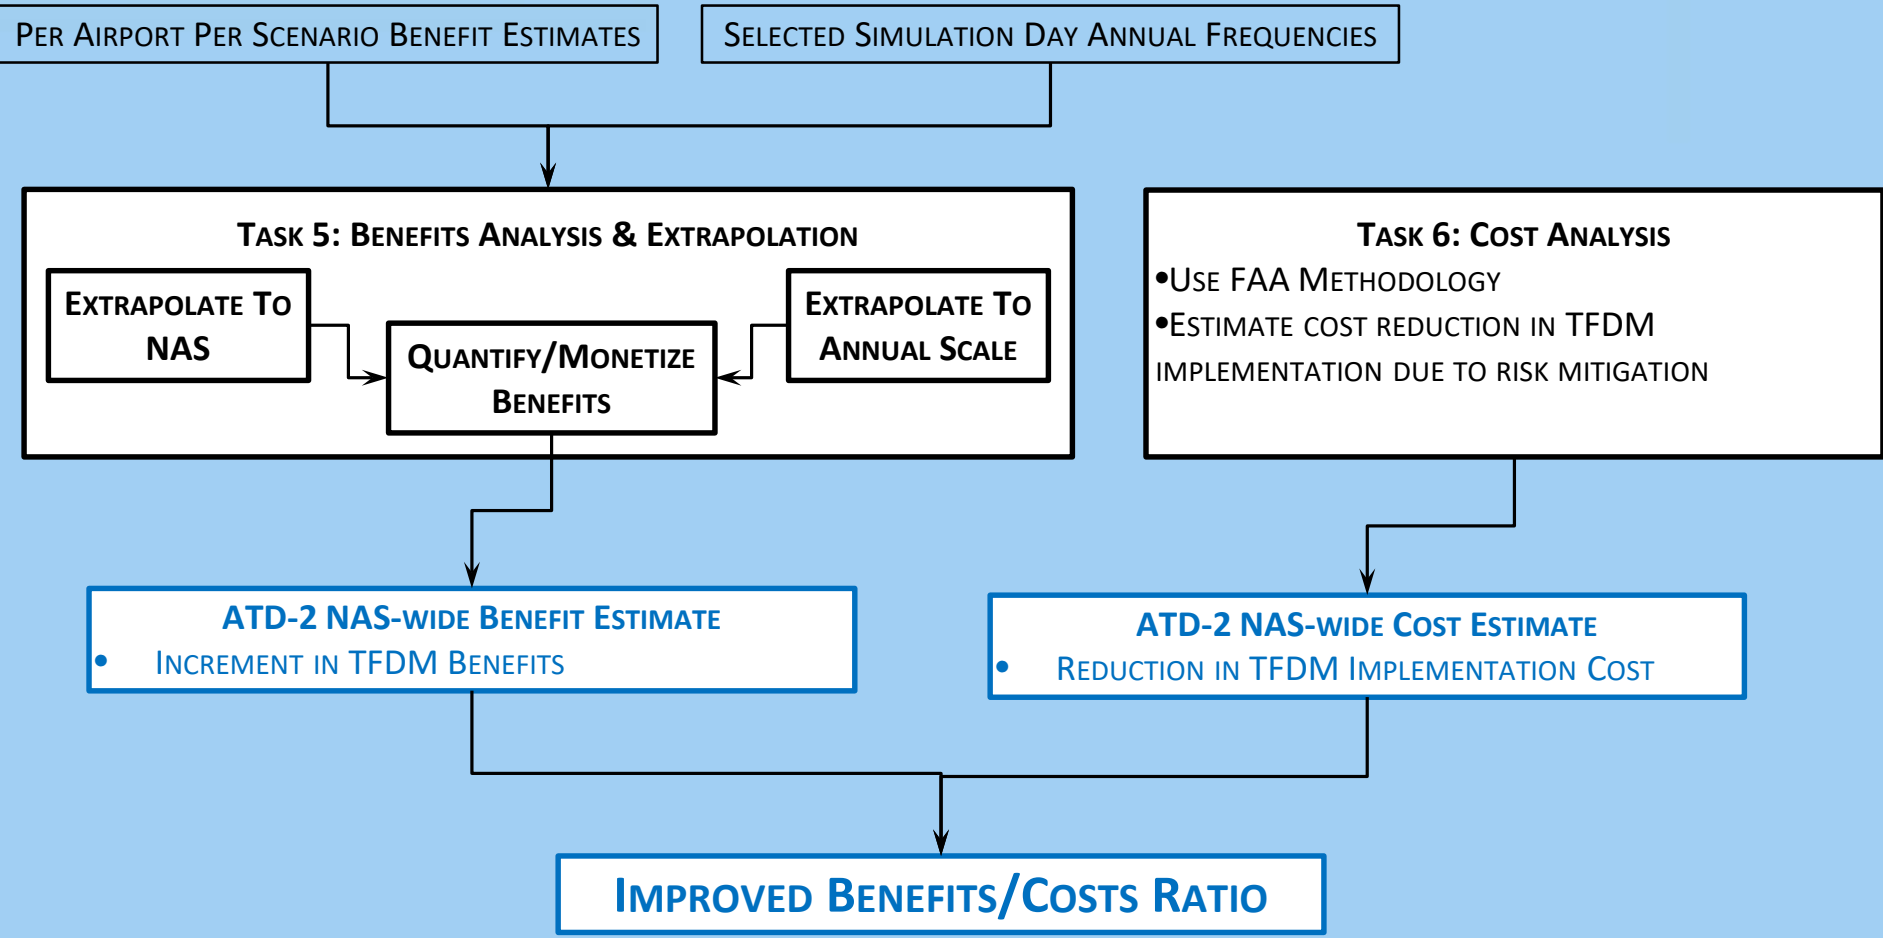 PER AIRPORT PER SCENARIO BENEFIT ESTIMATES
SELECTED SIMULATION DAY ANNUAL FREQUENCIES
TASK 5: BENEFITS ANALYSIS & EXTRAPOLATION
EXTRAPOLATE TO
NAS
QUANTIFY/MONETIZE
BENEFITS
EXTRAPOLATE TO
ANNUAL SCALE
TASK 6: COST ANALYSIS
•USE FAA METHODOLOGY
•ESTIMATE COST REDUCTION IN TFDM
IMPLEMENTATION DUE TO RISK MITIGATION
ATD-2 NAS-WIDE BENEFIT ESTIMATE
• INCREMENT IN TFDM BENEFITS
ATD-2 NAS-WIDE COST ESTIMATE
• REDUCTION IN TFDM IMPLEMENTATION COST
IMPROVED BENEFITS/COSTS RATIO